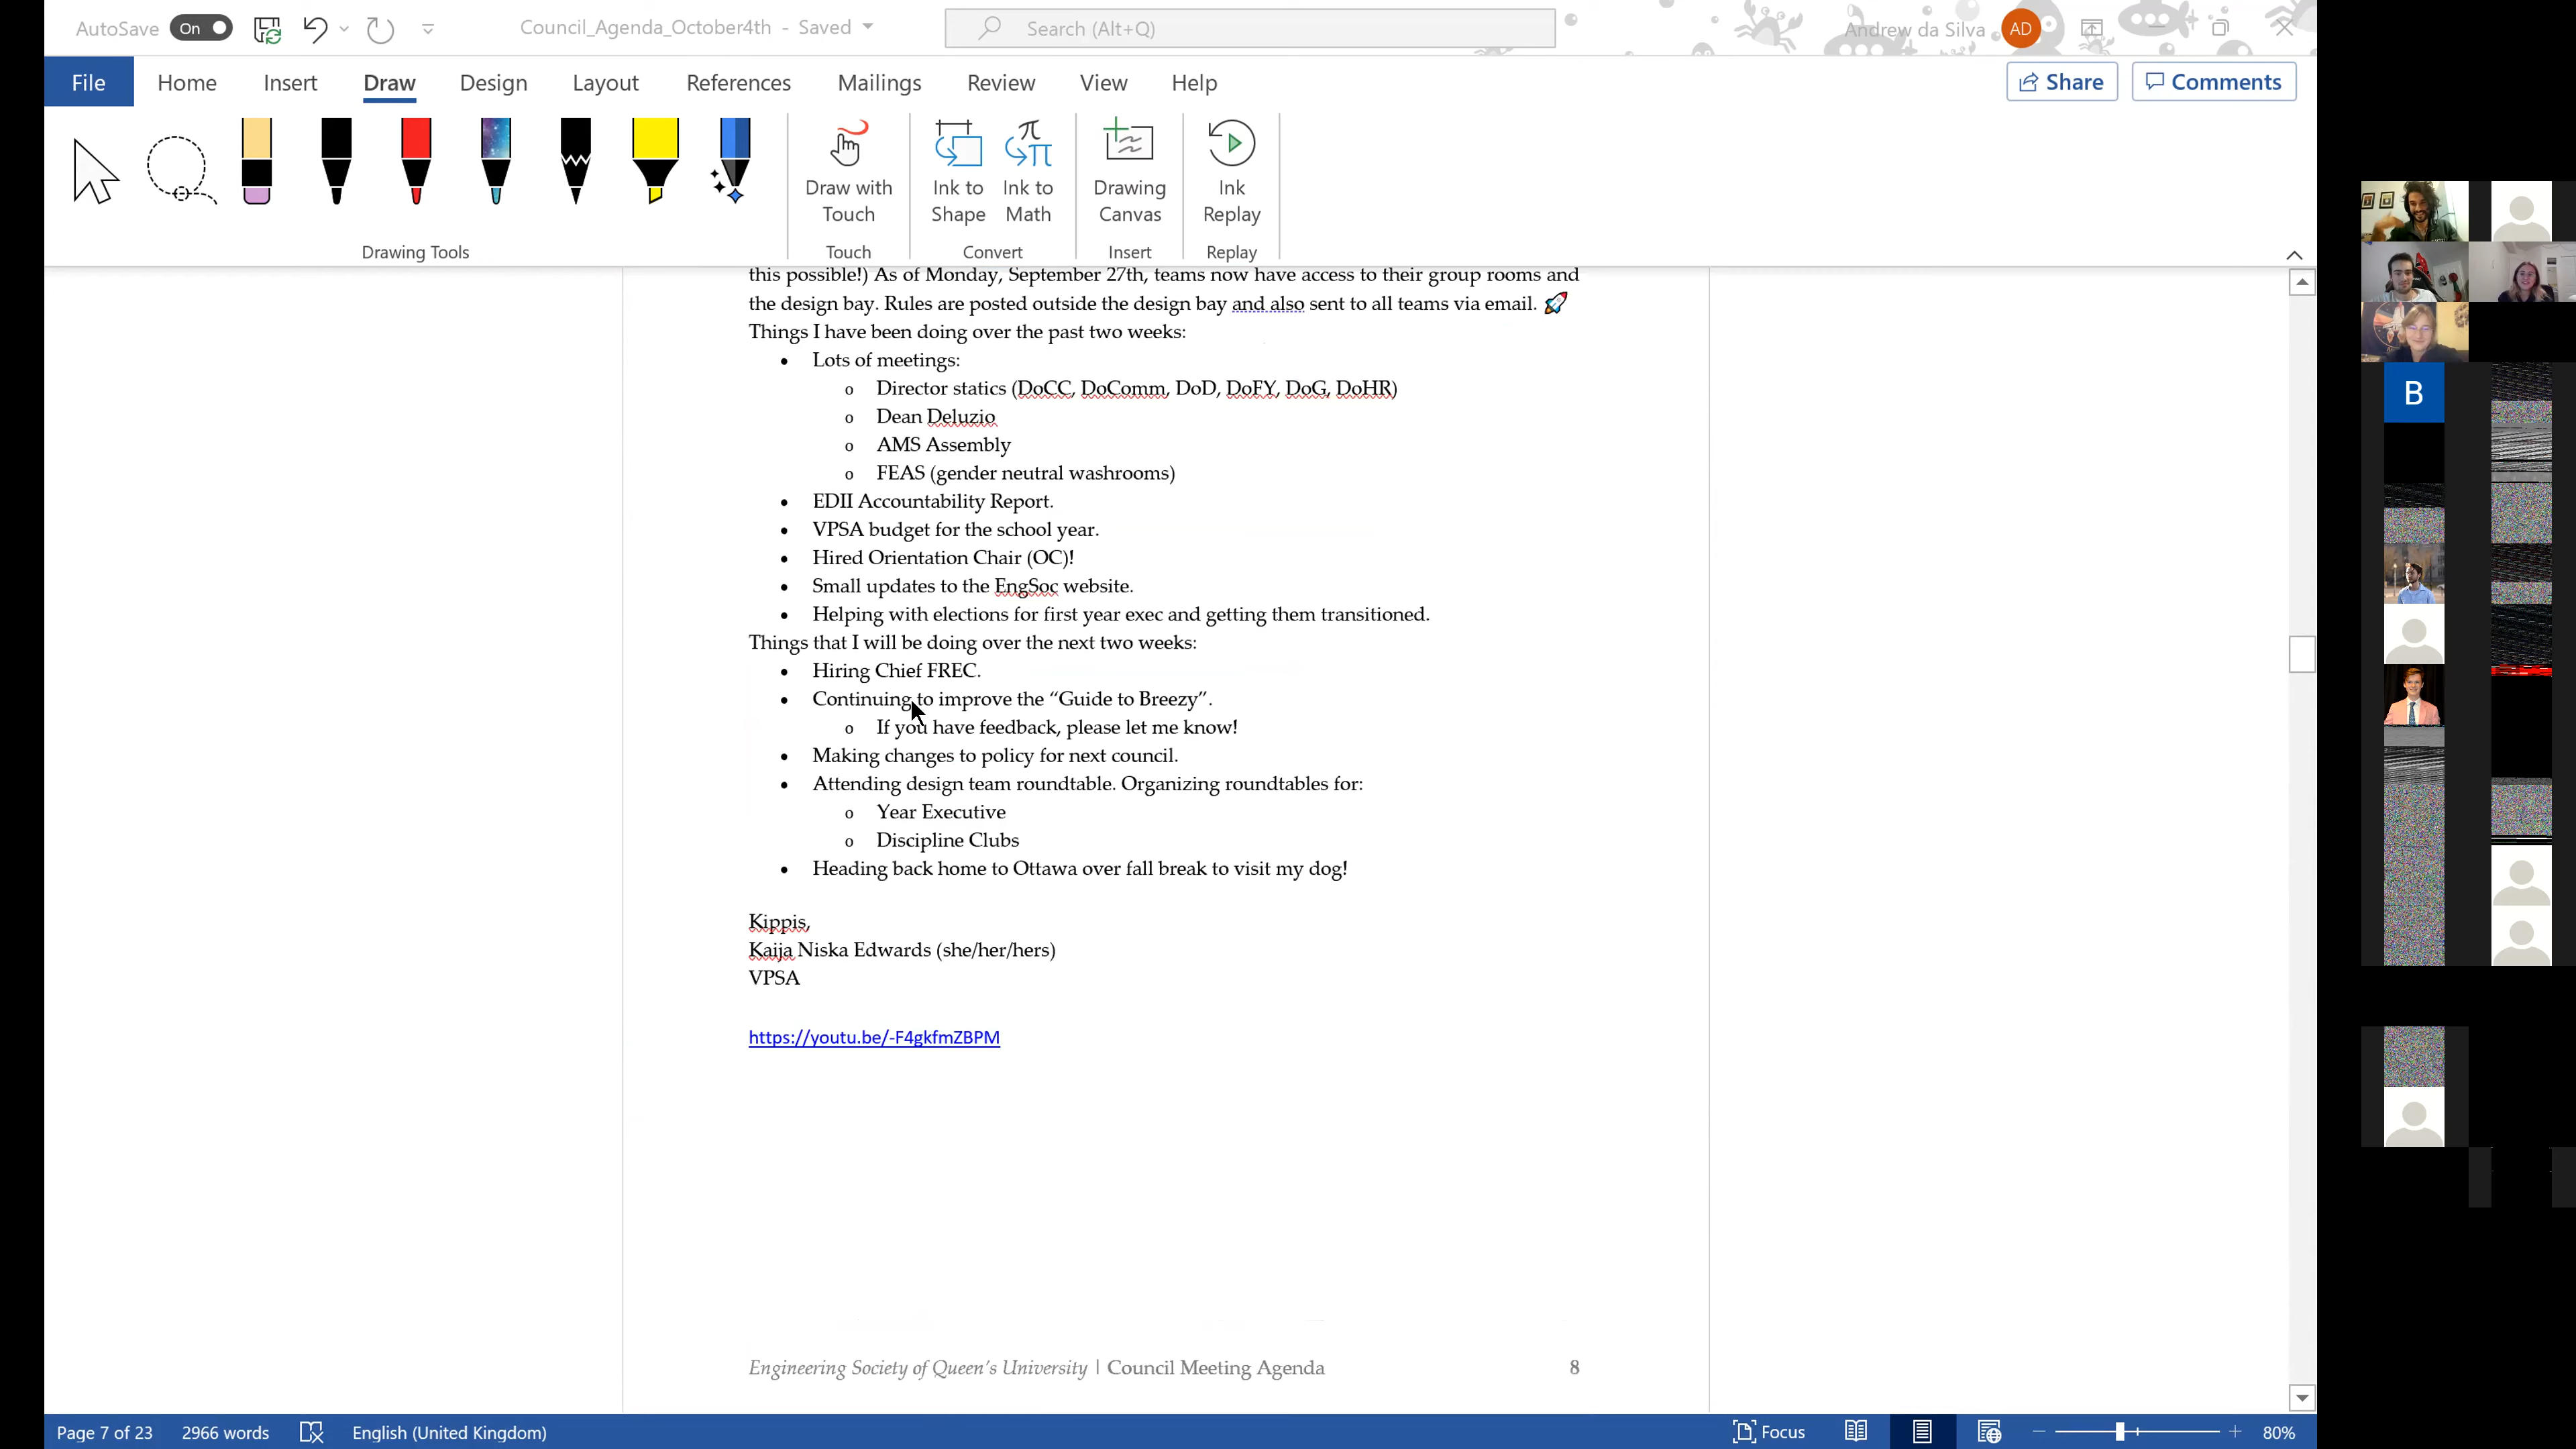 AutoSave On Council_Agenda_October4th - Saved Search (Alt+Q) Andrew da Silva AD
File Home Insert Draw Design Layout References Mailings Review View Help Share Comments
Draw with Touch
Ink to Shape
Ink to Math
Drawing Canvas
Ink Replay
Drawing Tools Touch Convert Insert Replay
this possible!) As of Monday, September 27th, teams now have access to their group rooms and
the design bay. Rules are posted outside the design bay and also sent to all teams via email. 🚀
Things I have been doing over the past two weeks:
• Lots of meetings:
o Director statics (DoCC, DoComm, DoD, DoFY, DoG, DoHR)
o Dean Deluzio
o AMS Assembly
o FEAS (gender neutral washrooms)
• EDII Accountability Report.
• VPSA budget for the school year.
• Hired Orientation Chair (OC)!
• Small updates to the EngSoc website.
• Helping with elections for first year exec and getting them transitioned.
Things that I will be doing over the next two weeks:
• Hiring Chief FREC.
• Continuing to improve the “Guide to Breezy”.
o If you have feedback, please let me know!
• Making changes to policy for next council.
• Attending design team roundtable. Organizing roundtables for:
o Year Executive
o Discipline Clubs
• Heading back home to Ottawa over fall break to visit my dog!
Kippis,
Kaija Niska Edwards (she/her/hers)
VPSA
https://youtu.be/-F4gkfmZBPM
Engineering Society of Queen’s University | Council Meeting Agenda 8
Page 7 of 23 2966 words English (United Kingdom) Focus 80%
B